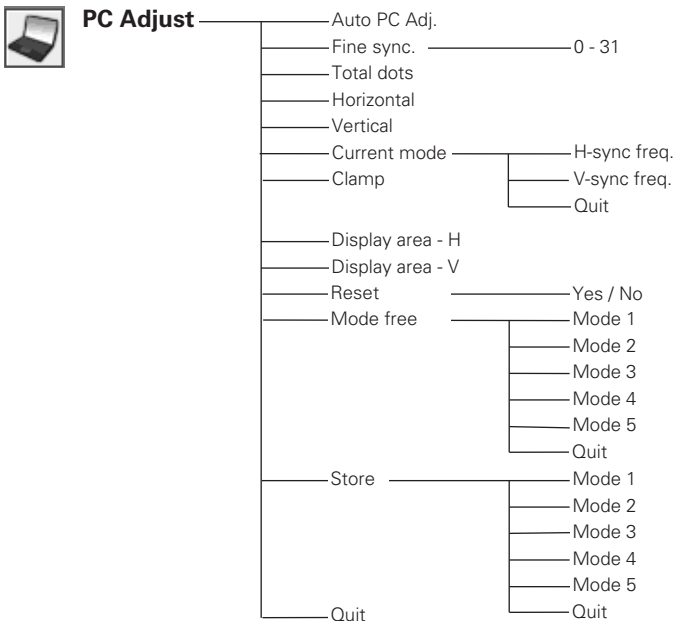 PC Adjust
Auto PC Adj.
Fine sync. 0 - 31
Total dots
Horizontal
Vertical
Current mode H-sync freq.
Clamp V-sync freq.
Quit
Display area - H
Display area - V
Reset Yes / No
Mode free Mode 1
Mode 2
Mode 3
Mode 4
Mode 5
Quit
Store Mode 1
Mode 2
Mode 3
Mode 4
Mode 5
Quit Quit